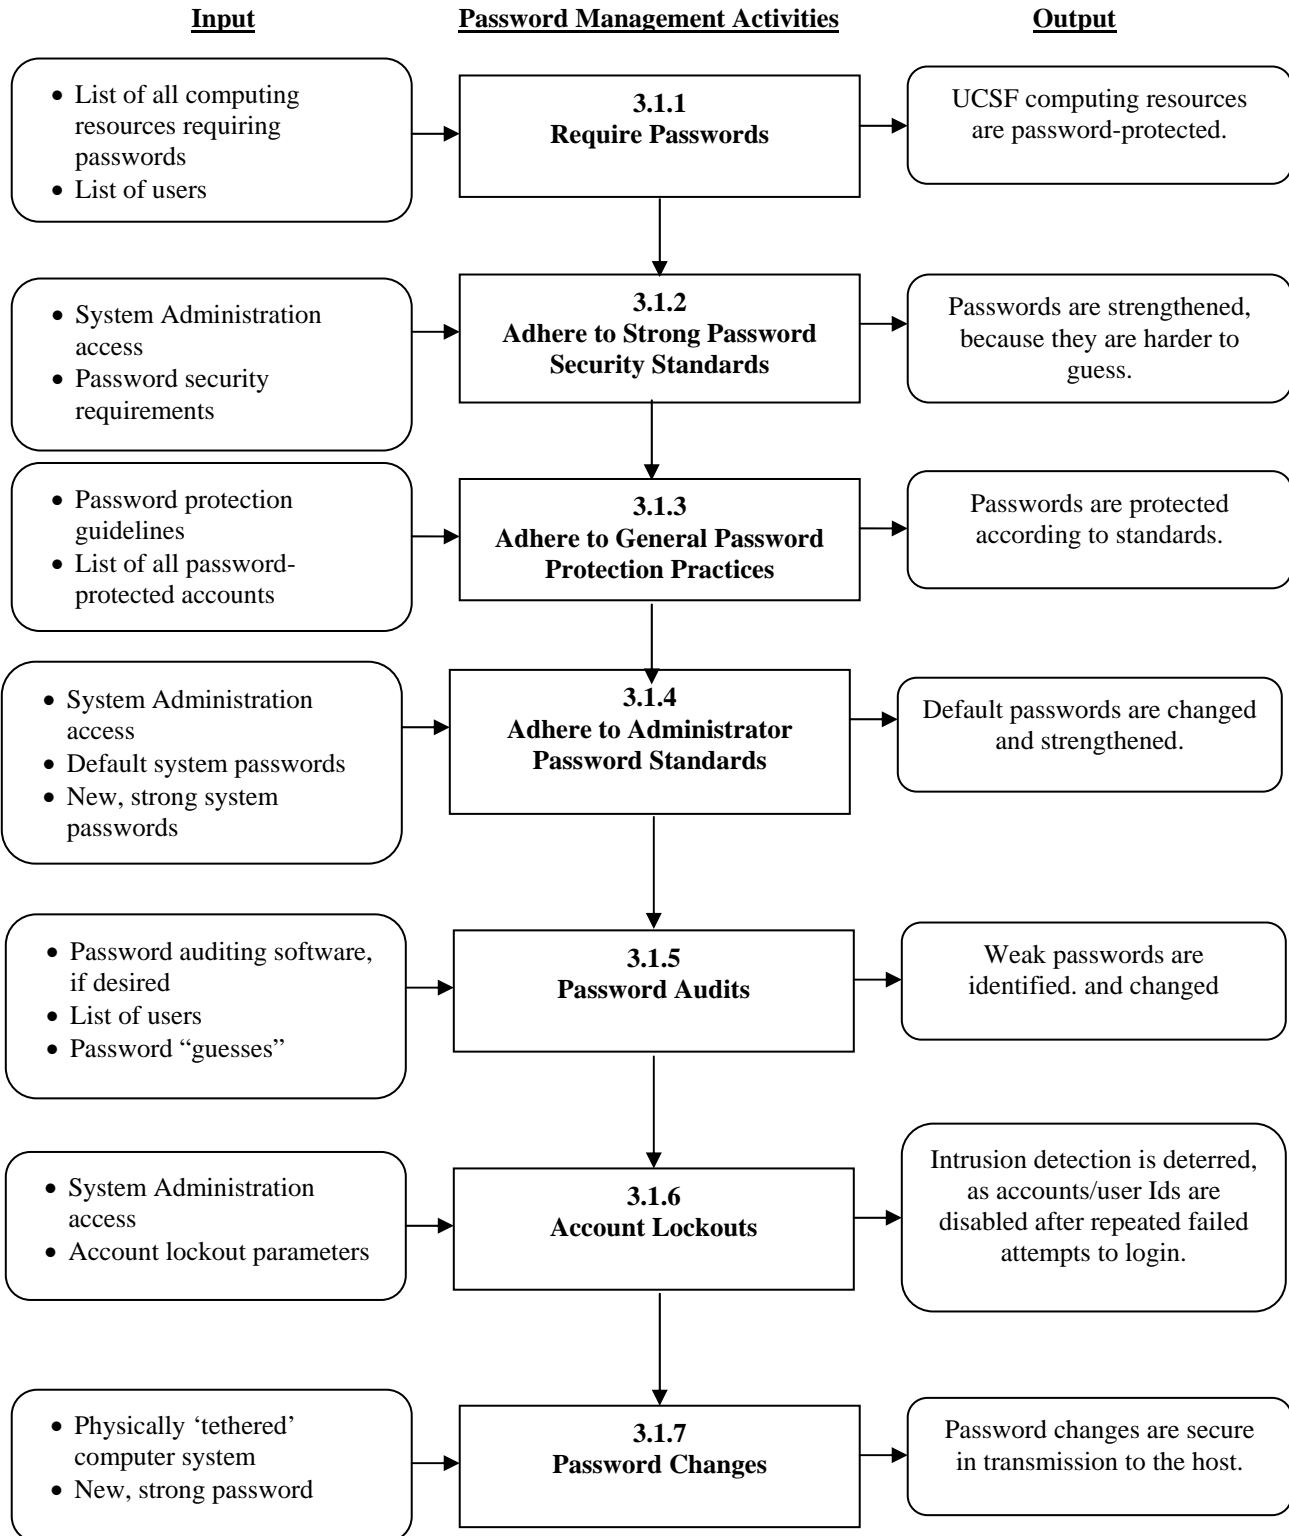 Input
Password Management Activities
Output
• List of all computing
resources requiring
passwords
• List of users
3.1.1
Require Passwords
UCSF computing resources
are password-protected.
• System Administration
access
• Password security
requirements
3.1.2
Adhere to Strong Password
Security Standards
Passwords are strengthened,
because they are harder to
guess.
• Password protection
guidelines
• List of all password-
protected accounts
3.1.3
Adhere to General Password
Protection Practices
Passwords are protected
according to standards.
• System Administration
access
• Default system passwords
• New, strong system
passwords
3.1.4
Adhere to Administrator
Password Standards
Default passwords are changed
and strengthened.
• Password auditing software,
if desired
• List of users
• Password “guesses”
3.1.5
Password Audits
Weak passwords are
identified. and changed
• System Administration
access
• Account lockout parameters
3.1.6
Account Lockouts
Intrusion detection is deterred,
as accounts/user Ids are
disabled after repeated failed
attempts to login.
• Physically ‘tethered’
computer system
• New, strong password
3.1.7
Password Changes
Password changes are secure
in transmission to the host.